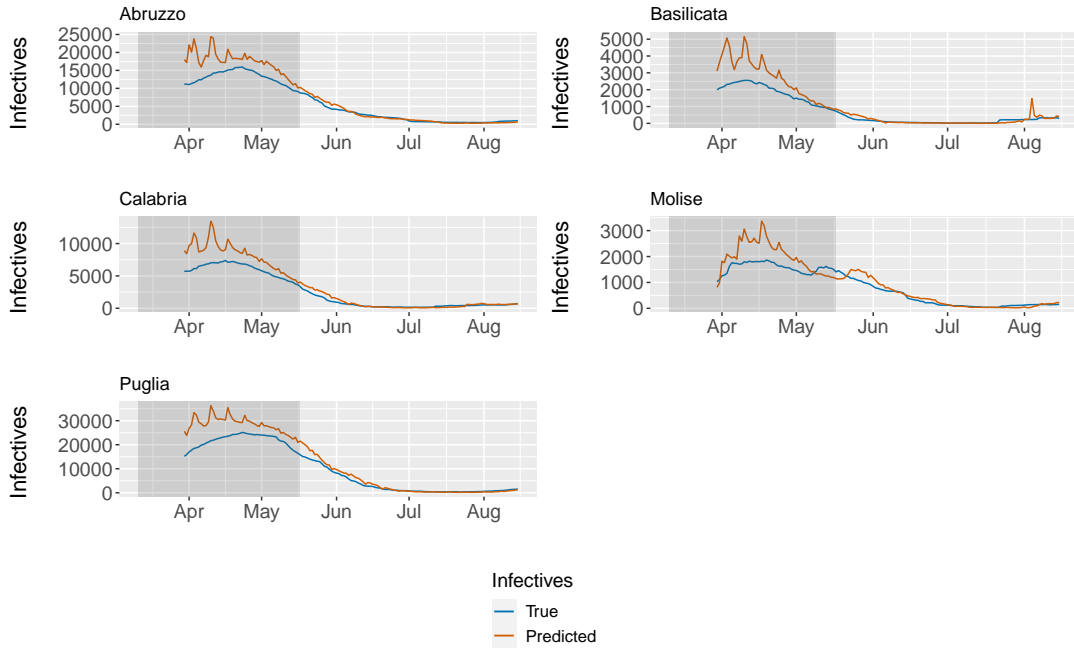 Abruzzo
Infectives
25000
20000
15000
10000
5000
0
Apr May Jun Jul Aug
Basilicata
Infectives
5000
4000
3000
2000
1000
0
Apr May Jun Jul Aug
Calabria
Infectives
10000
5000
0
Apr May Jun Jul Aug
Molise
Infectives
3000
2000
1000
0
Apr May Jun Jul Aug
Puglia
Infectives
30000
20000
10000
0
Apr May Jun Jul Aug
Infectives
True
Predicted